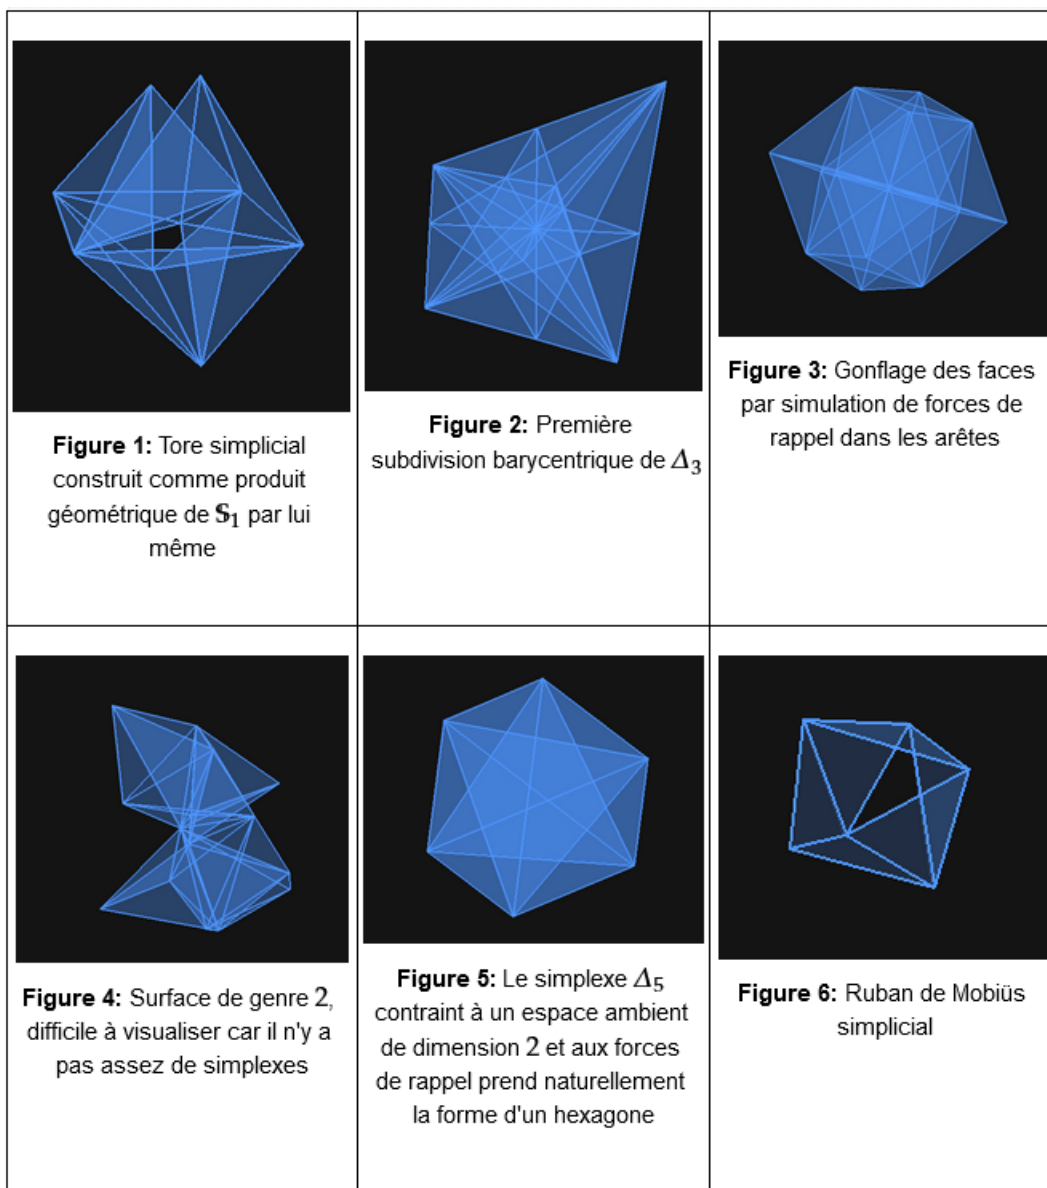 Figure 1: Tore simplicial
construit comme produit
géométrique de 𝕊₁ par lui
même
Figure 2: Première
subdivision barycentrique de Δ₃
Figure 3: Gonflage des faces
par simulation de forces de
rappel dans les arêtes
Figure 4: Surface de genre 2,
difficile à visualiser car il n'y a
pas assez de simplexes
Figure 5: Le simplexe Δ₅
contraint à un espace ambient
de dimension 2 et aux forces
de rappel prend naturellement
la forme d'un hexagone
Figure 6: Ruban de Mobiüs
simplicial